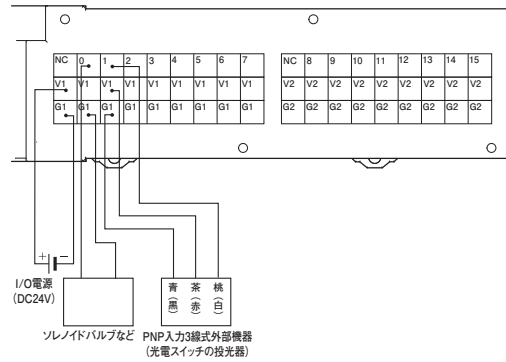 NC 0 1 2 3 4 5 6 7 NC 8 9 10 11 12 13 14 15
V1 V1 V1 V1 V1 V1 V1 V1 V1 V2 V2 V2 V2 V2 V2 V2 V2 V2
G1 G1 G1 G1 G1 G1 G1 G1 G1 G2 G2 G2 G2 G2 G2 G2 G2 G2
+ −
I/O電源
(DC24V)
青(黒) 茶(赤) 桃(白)
ソレノイドバルブなど
PNP入力3線式外部機器
(光電スイッチの投光器)